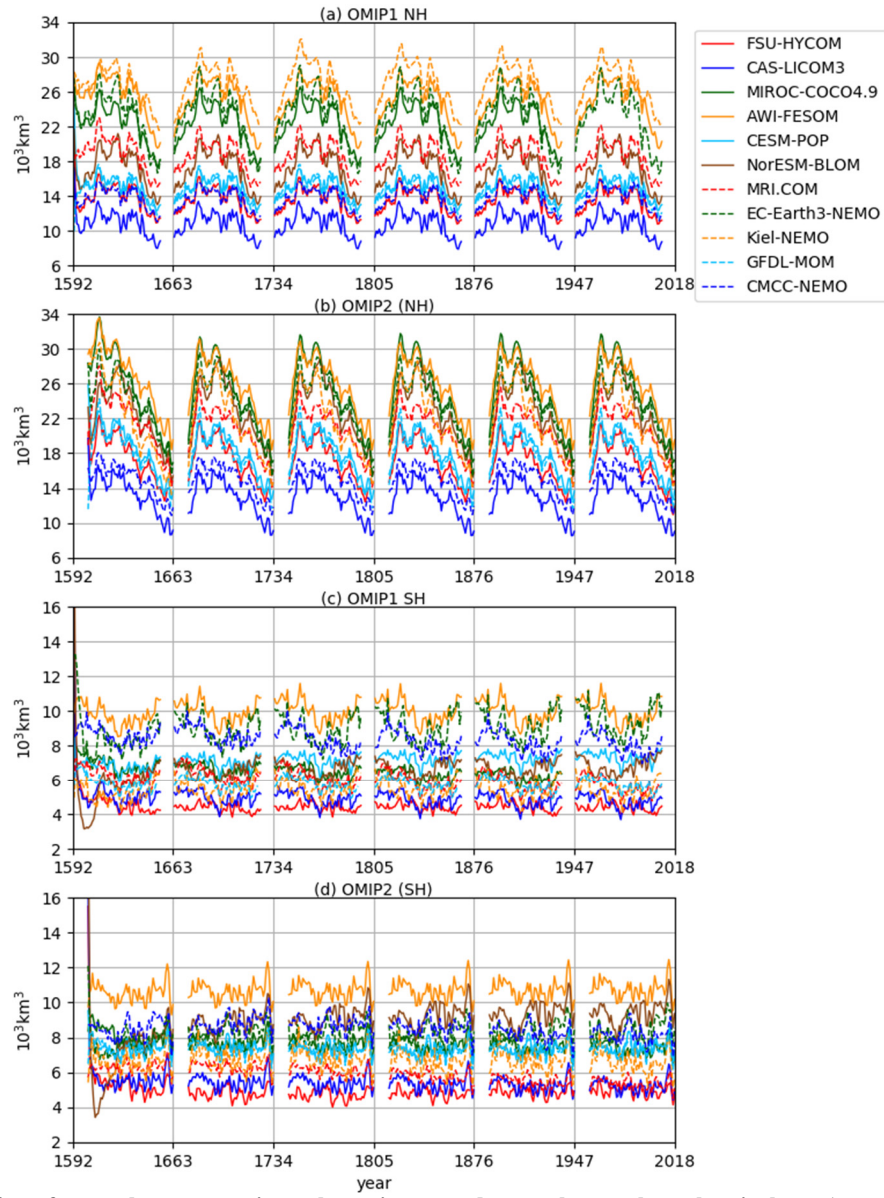 (a) OMIP1 NH
34
30
26
22
18
14
10
6
10³km³
1592 1663 1734 1805 1876 1947 2018
FSU-HYCOM
CAS-LICOM3
MIROC-COCO4.9
AWI-FESOM
CESM-POP
NorESM-BLOM
MRI.COM
EC-Earth3-NEMO
Kiel-NEMO
GFDL-MOM
CMCC-NEMO
(b) OMIP2 (NH)
34
30
26
22
18
14
10
6
10³km³
1592 1663 1734 1805 1876 1947 2018
(c) OMIP1 SH
16
14
12
10
8
6
4
2
10³km³
1592 1663 1734 1805 1876 1947 2018
(d) OMIP2 (SH)
16
14
12
10
8
6
4
2
10³km³
1592 1663 1734 1805 1876 1947 2018
year